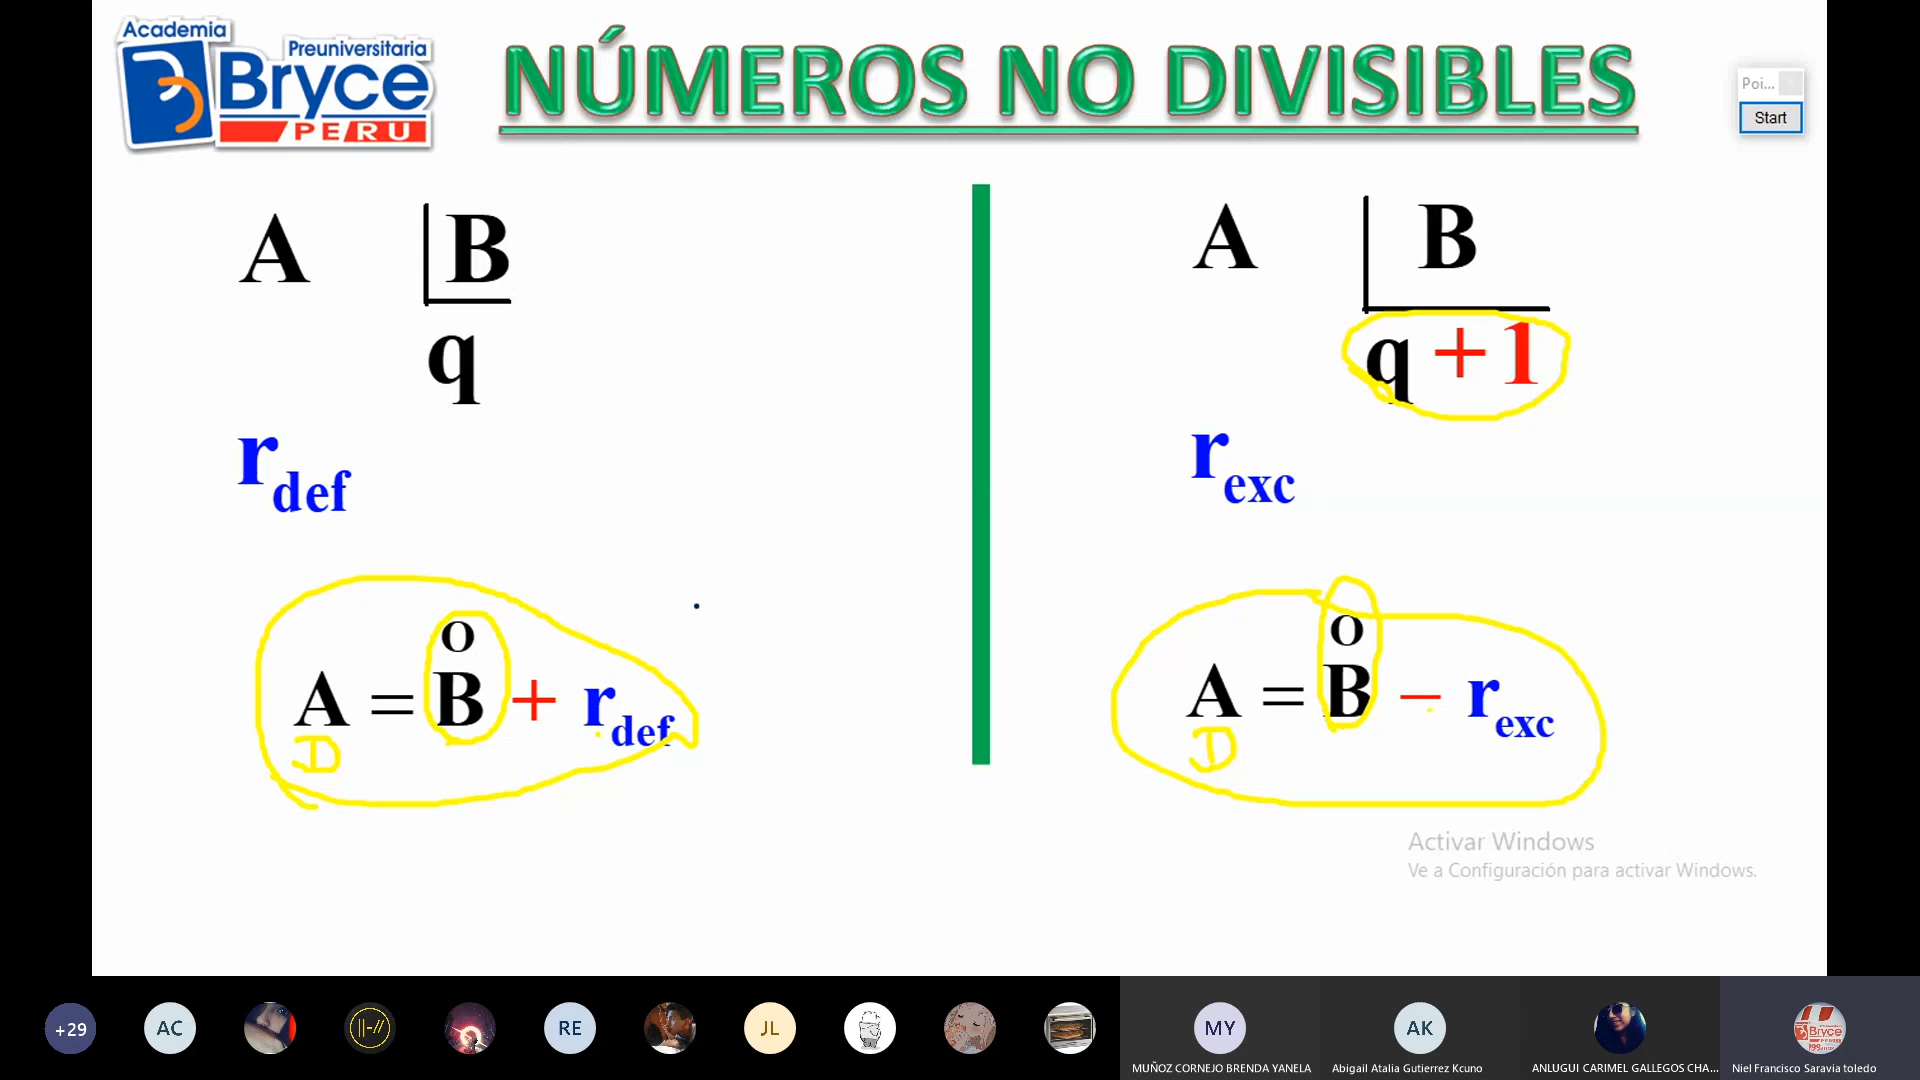 Academia
Preuniversitaria
Bryce
PERU
NÚMEROS NO DIVISIBLES
Poi...
Start
A B
q
r def
o
A = B + r def
D
A B
q + 1
r exc
o
A = B − r exc
D
Activar Windows
Ve a Configuración para activar Windows.
+29
AC
RE
JL
MY
AK
MUÑOZ CORNEJO BRENDA YANELA
Abigail Atalia Gutierrez Kcuno
ANLUGUI CARIMEL GALLEGOS CHA...
Niel Francisco Saravia toledo